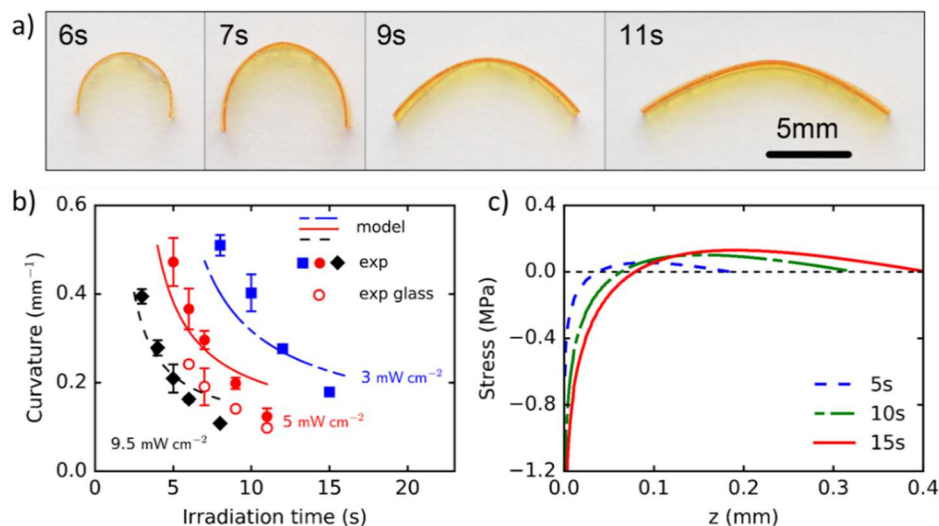 a)
6s
7s
9s
11s
5mm
b)
0.6
0.4
0.2
0.0
Curvature (mm⁻¹)
model
exp
exp glass
3 mW cm⁻²
5 mW cm⁻²
9.5 mW cm⁻²
0
5
10
15
20
Irradiation time (s)
c)
0.4
0.0
−0.4
−0.8
−1.2
Stress (MPa)
5s
10s
15s
0.0
0.1
0.2
0.3
0.4
z (mm)